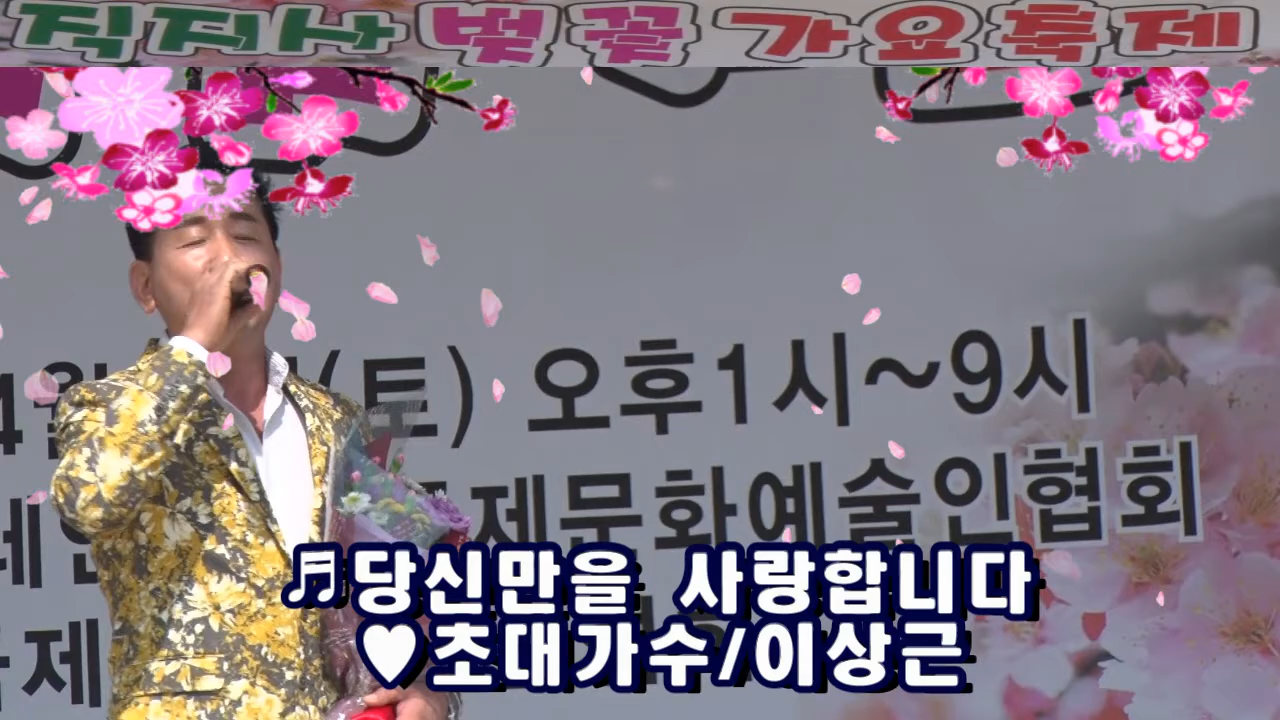 직지사 벚꽃 가요축제
(토) 오후1시~9시
제문화예술인협회
제
♬당신만을 사랑합니다
♥초대가수/이상근